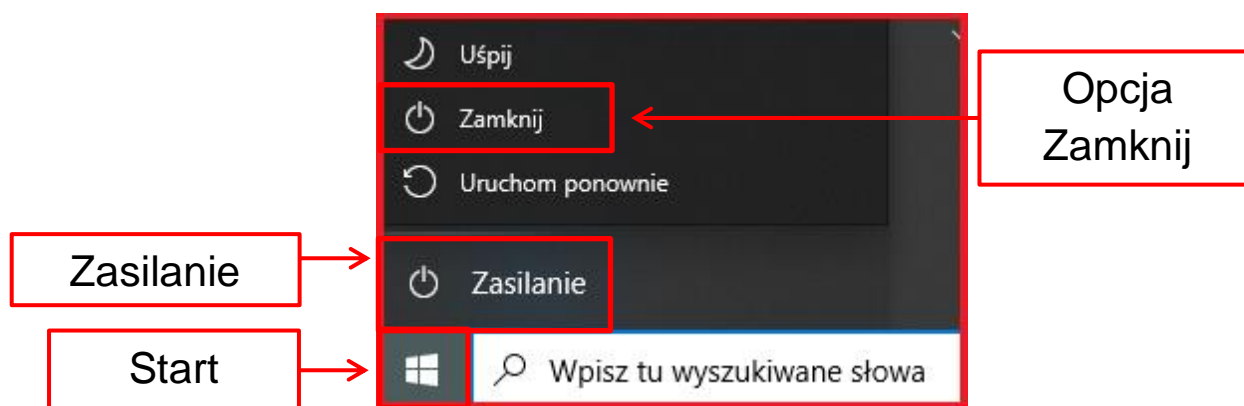 Uśpij
Zamknij
Uruchom ponownie
Opcja
Zamknij
Zasilanie
Zasilanie
Start
Wpisz tu wyszukiwane słowa